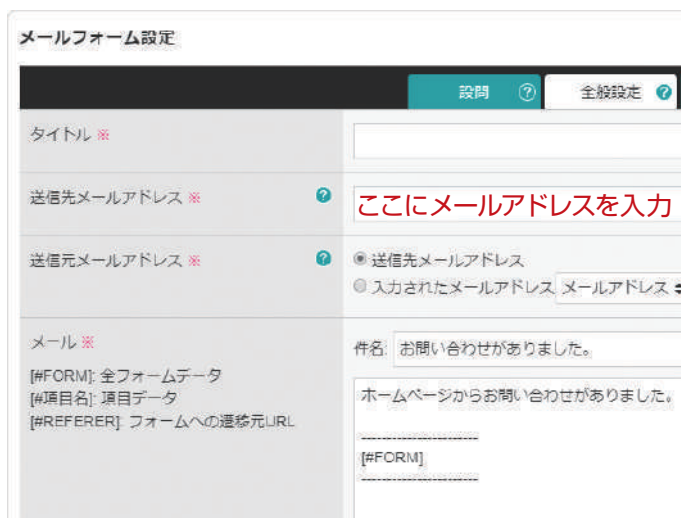 メールフォーム設定
設問 ?
全般設定 ?
タイトル ※
送信先メールアドレス ※ ?
ここにメールアドレスを入力
送信元メールアドレス ※ ?
送信先メールアドレス
入力されたメールアドレス メールアドレス
メール ※
[#FORM]: 全フォームデータ
[#項目名]: 項目データ
[#REFERER]: フォームへの遷移元URL
件名: お問い合わせがありました。
ホームページからお問い合わせがありました。
------------------------
[#FORM]
------------------------